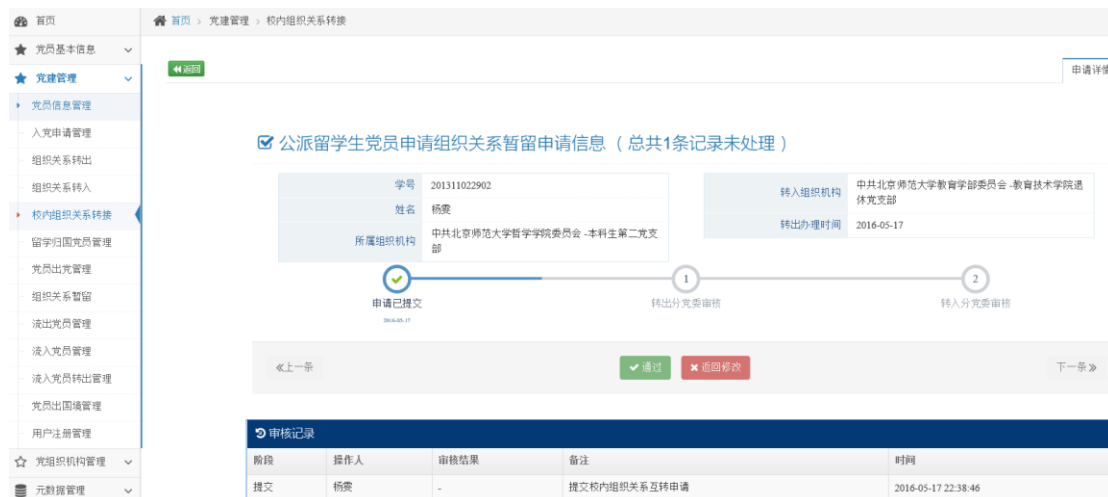 首页
首页 > 党建管理 > 校内组织关系转接
党员基本信息
党建管理
党员信息管理
入党申请管理
组织关系转出
组织关系转入
校内组织关系转接
留学归国党员管理
党员出党管理
组织关系暂留
流出党员管理
流入党员管理
流入党员转出管理
党员出国境管理
用户注册管理
党组织机构管理
元数据管理
返回
申请详情
公派留学生党员申请组织关系暂留申请信息（总共1条记录未处理）
学号 201311022902
姓名 杨雯
所属组织机构 中共北京师范大学哲学学院委员会 -本科生第二党支
部
转入组织机构 中共北京师范大学教育学部委员会 -教育技术学院退
休党支部
转出办理时间 2016-05-17
1
2
申请已提交 转出分党委审核 转入分党委审核
2016-05-17
上一条 通过 返回修改 下一条
审核记录
阶段 操作人 审核结果 备注 时间
提交 杨雯 - 提交校内组织关系互转申请 2016-05-17 22:38:46